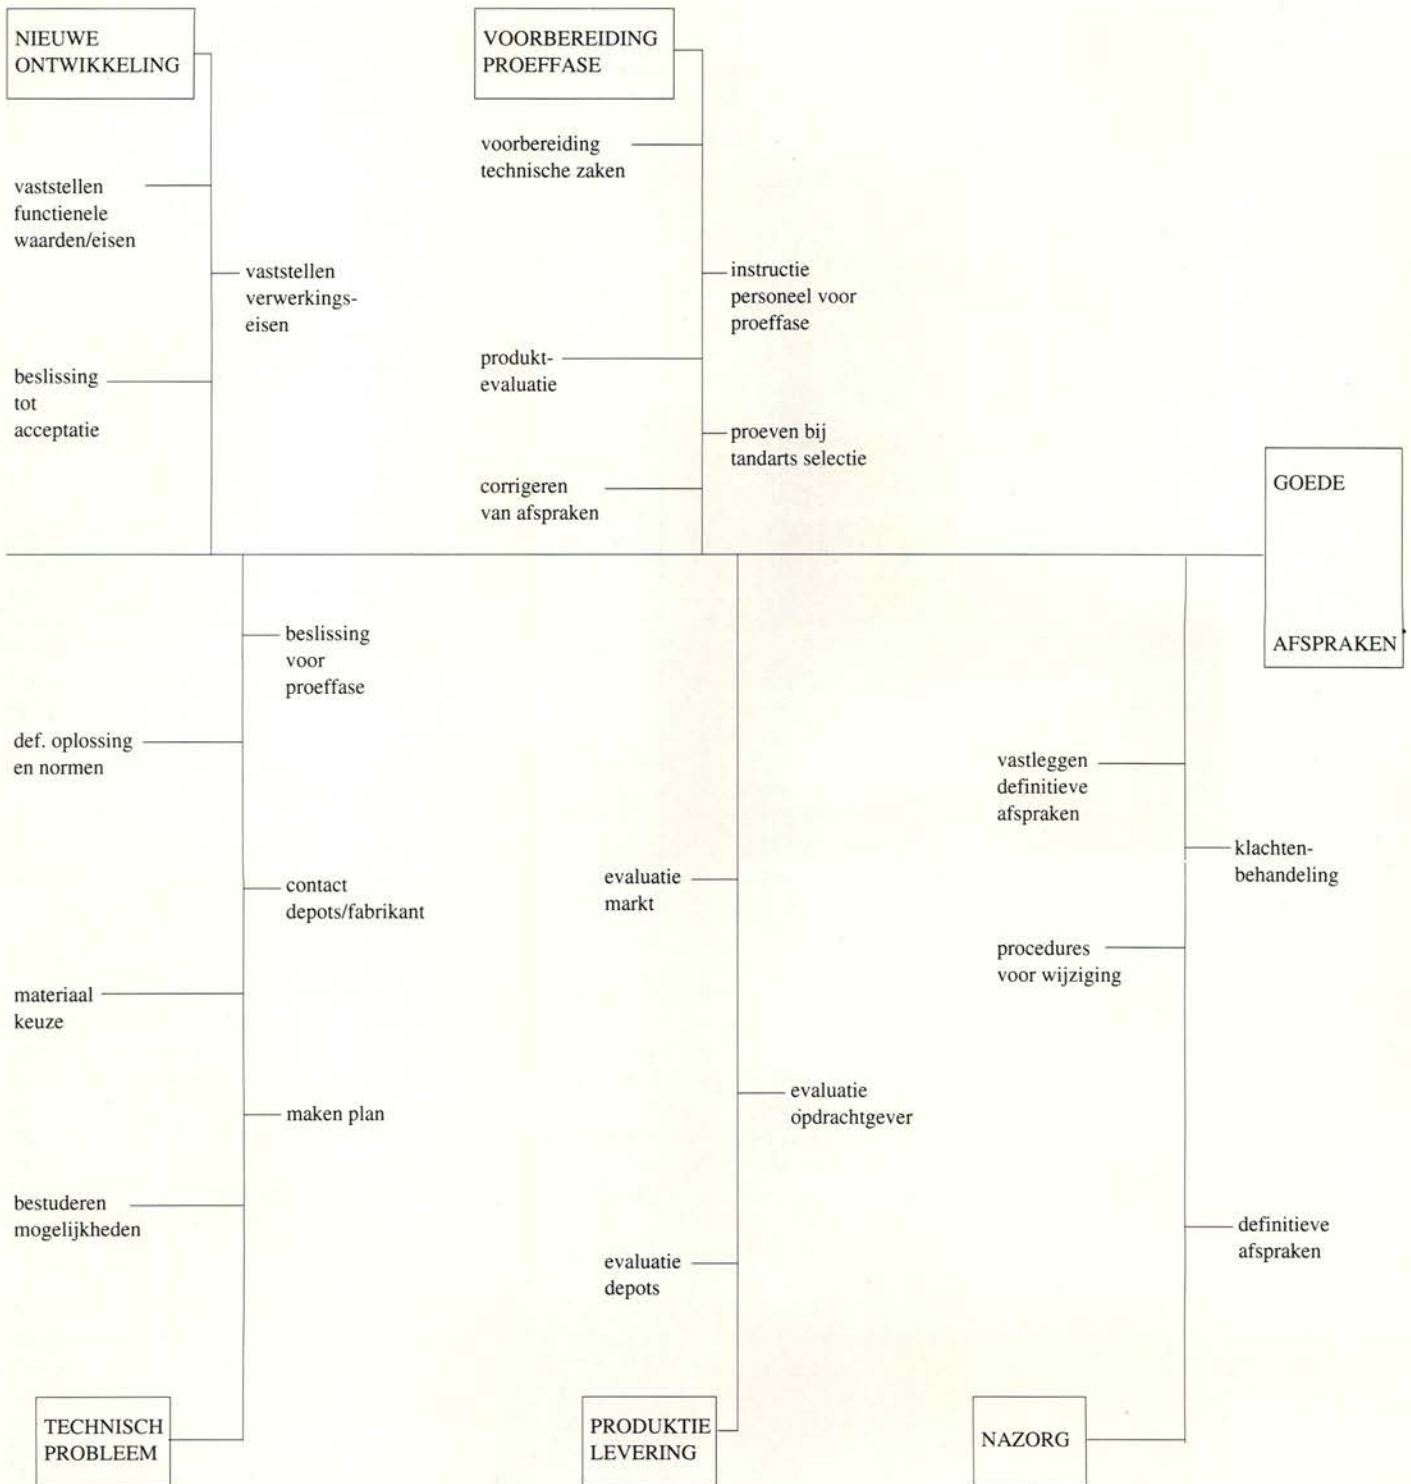 NIEUWE
ONTWIKKELING
vaststellen
functienele
waarden/eisen
vaststellen
verwerkings-
eisen
beslissing
tot
acceptatie
VOORBEREIDING
PROEFFASE
voorbereiding
technische zaken
instructie
personeel voor
proeffase
produkt-
evaluatie
proeven bij
tandarts selectie
corrigeren
van afspraken
GOEDE
AFSPRAKEN
beslissing
voor
proeffase
def. oplossing
en normen
contact
depots/fabrikant
materiaal
keuze
maken plan
bestuderen
mogelijkheden
TECHNISCH
PROBLEEM
evaluatie
markt
evaluatie
opdrachtgever
evaluatie
depots
PRODUKTIE
LEVERING
vastleggen
definitieve
afspraken
klachten-
behandeling
procedures
voor wijziging
definitieve
afspraken
NAZORG